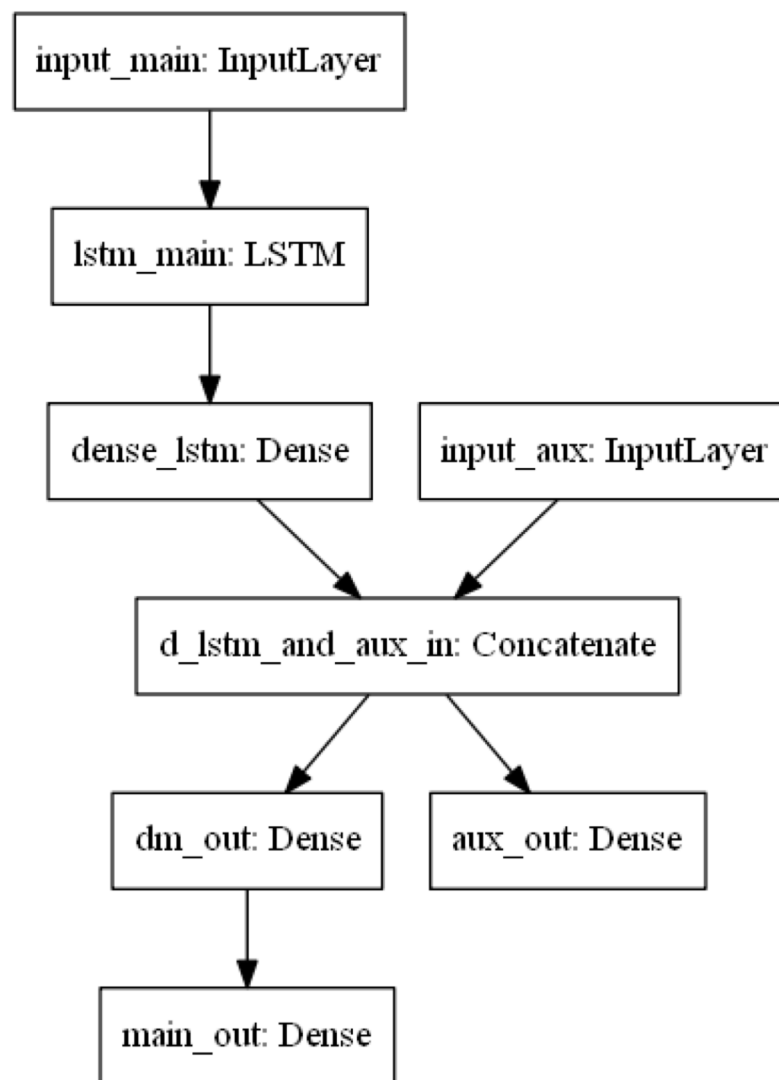 input_main: InputLayer
lstm_main: LSTM
dense_lstm: Dense
input_aux: InputLayer
d_lstm_and_aux_in: Concatenate
dm_out: Dense
aux_out: Dense
main_out: Dense